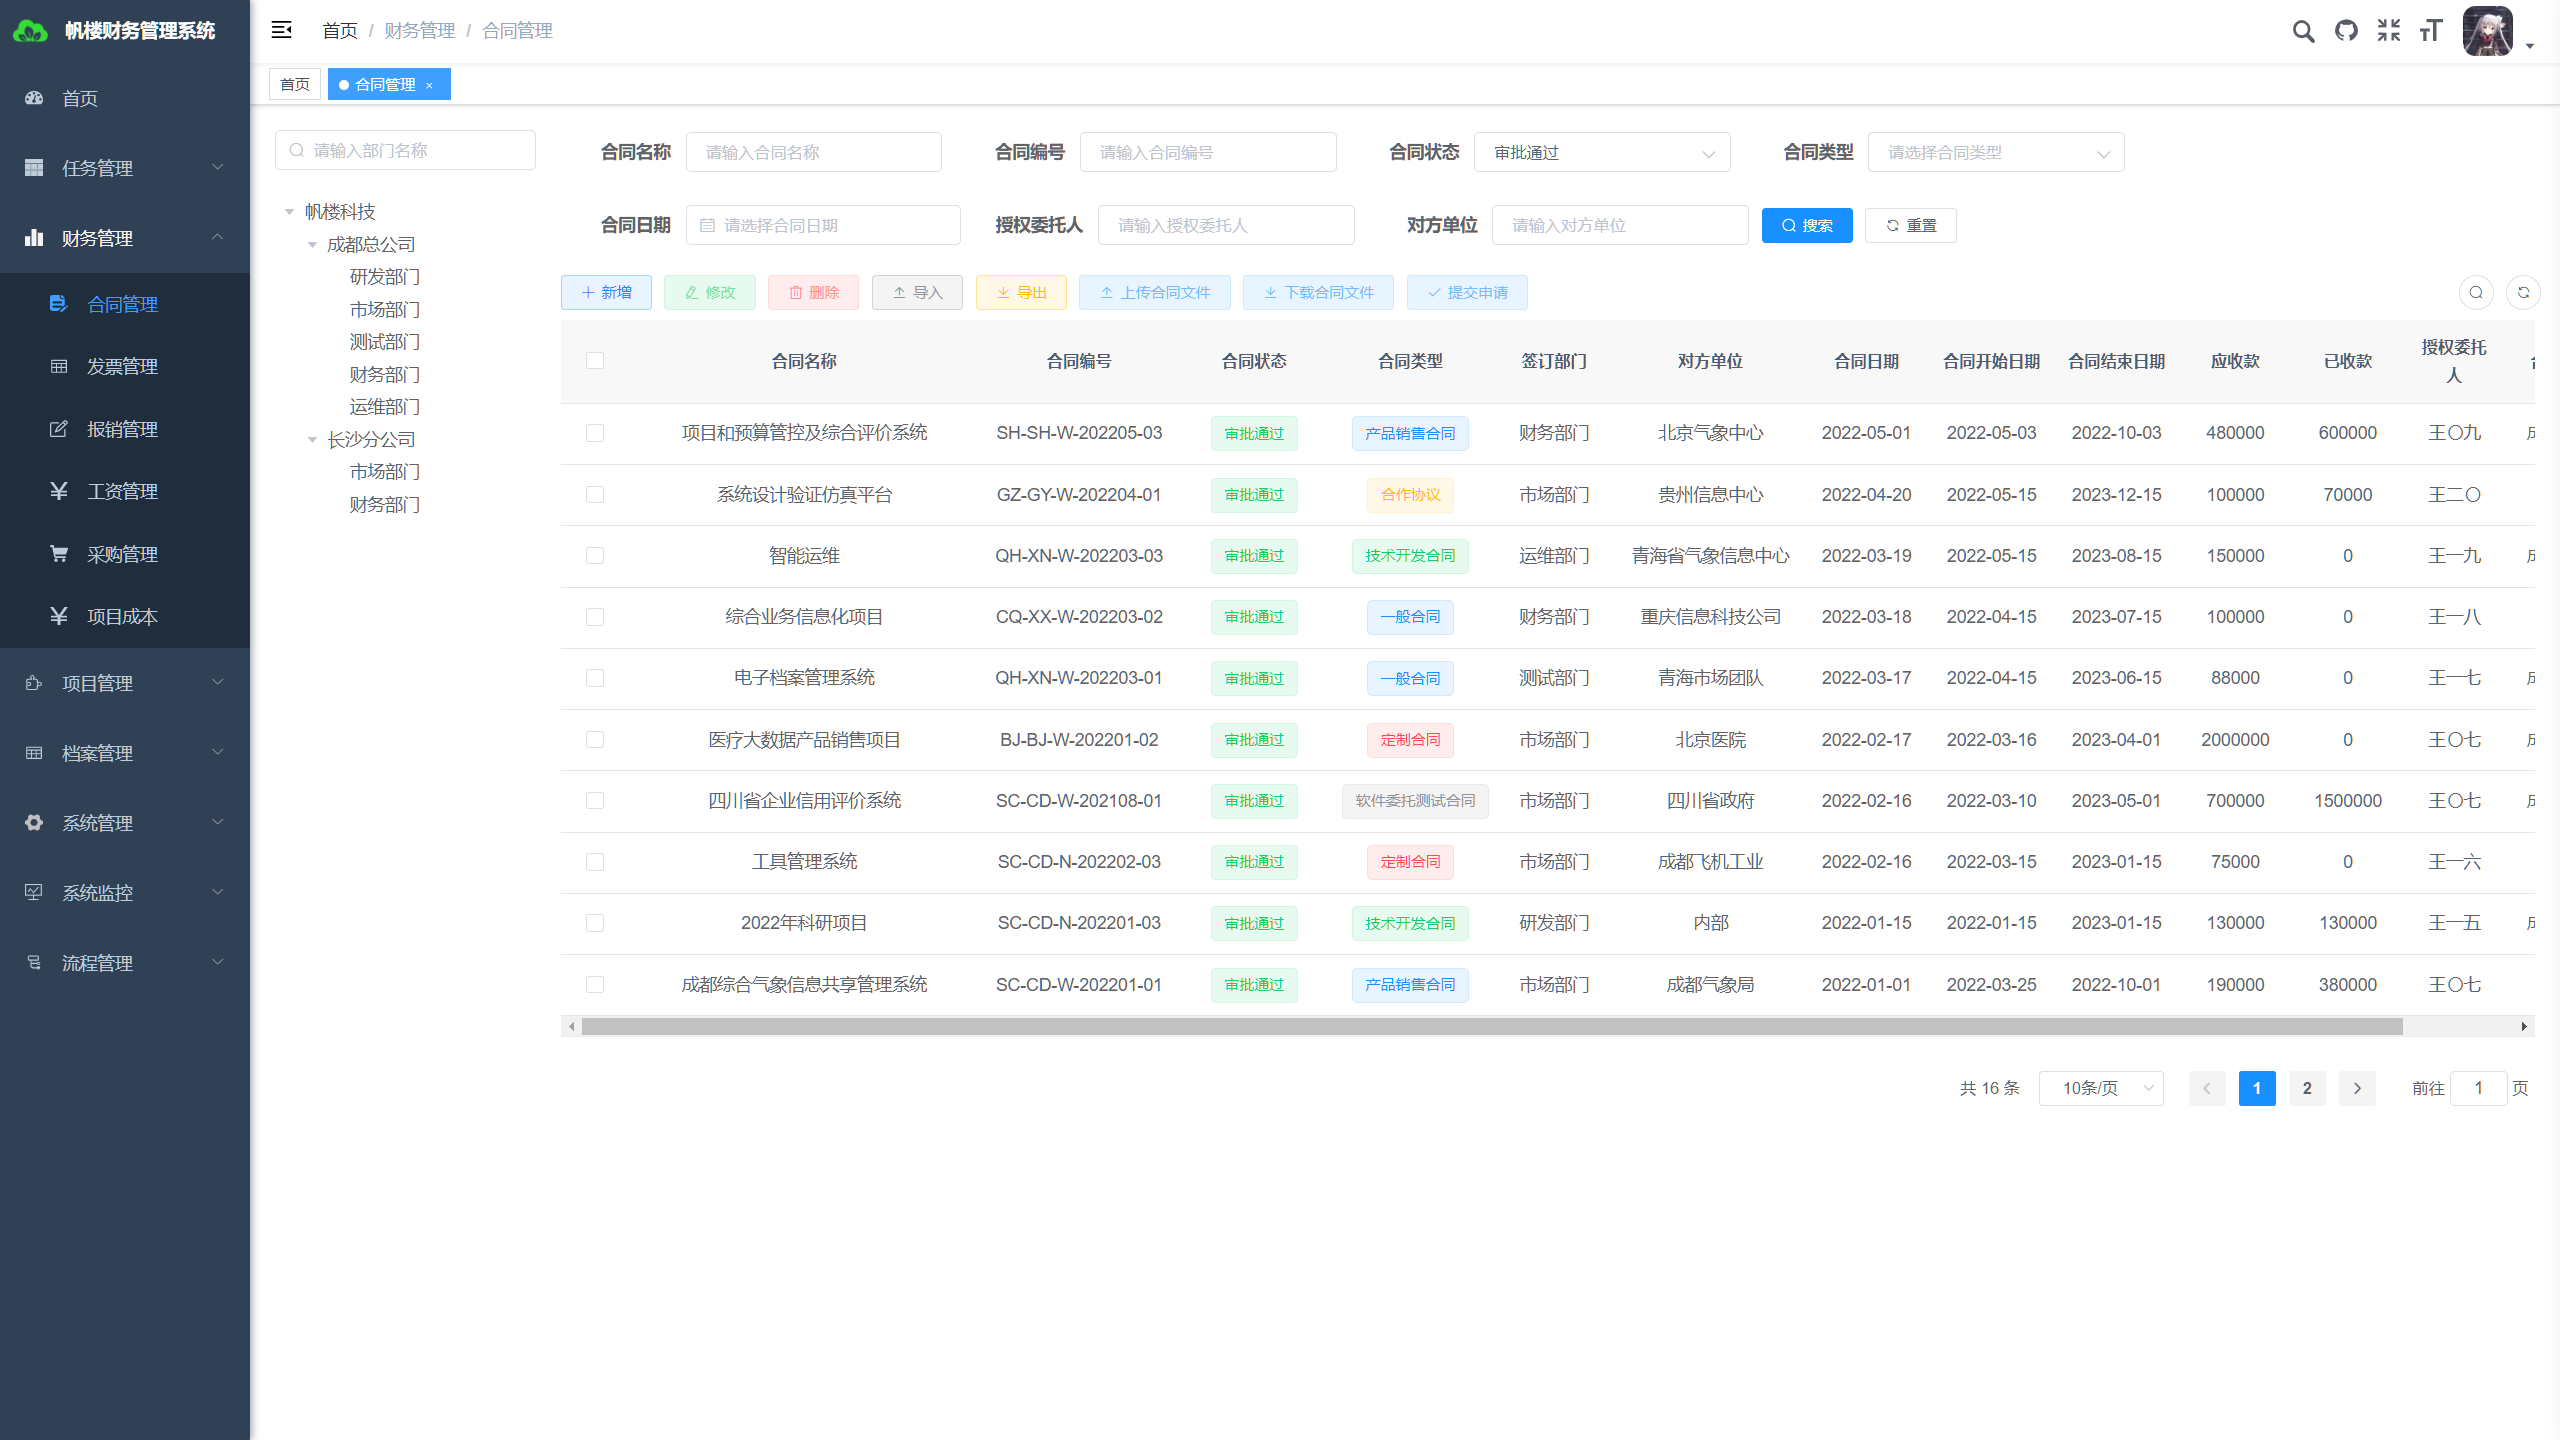 帆楼财务管理系统
首页
任务管理
财务管理
合同管理
发票管理
报销管理
工资管理
采购管理
项目成本
项目管理
档案管理
系统管理
系统监控
流程管理
首页 / 财务管理 / 合同管理
首页 合同管理 ×
请输入部门名称
帆楼科技
成都总公司
研发部门
市场部门
测试部门
财务部门
运维部门
长沙分公司
市场部门
财务部门
合同名称 请输入合同名称 合同编号 请输入合同编号 合同状态 审批通过 合同类型 请选择合同类型
合同日期 请选择合同日期 授权委托人 请输入授权委托人 对方单位 请输入对方单位 搜索 重置
新增 修改 删除 导入 导出 上传合同文件 下载合同文件 提交申请
合同名称 合同编号 合同状态 合同类型 签订部门 对方单位 合同日期 合同开始日期 合同结束日期 应收款 已收款 授权委托人
项目和预算管控及综合评价系统 SH-SH-W-202205-03 审批通过 产品销售合同 财务部门 北京气象中心 2022-05-01 2022-05-03 2022-10-03 480000 600000 王〇九
系统设计验证仿真平台 GZ-GY-W-202204-01 审批通过 合作协议 市场部门 贵州信息中心 2022-04-20 2022-05-15 2023-12-15 100000 70000 王二〇
智能运维 QH-XN-W-202203-03 审批通过 技术开发合同 运维部门 青海省气象信息中心 2022-03-19 2022-05-15 2023-08-15 150000 0 王一九
综合业务信息化项目 CQ-XX-W-202203-02 审批通过 一般合同 财务部门 重庆信息科技公司 2022-03-18 2022-04-15 2023-07-15 100000 0 王一八
电子档案管理系统 QH-XN-W-202203-01 审批通过 一般合同 测试部门 青海市场团队 2022-03-17 2022-04-15 2023-06-15 88000 0 王一七
医疗大数据产品销售项目 BJ-BJ-W-202201-02 审批通过 定制合同 市场部门 北京医院 2022-02-17 2022-03-16 2023-04-01 2000000 0 王〇七
四川省企业信用评价系统 SC-CD-W-202108-01 审批通过 软件委托测试合同 市场部门 四川省政府 2022-02-16 2022-03-10 2023-05-01 700000 1500000 王〇七
工具管理系统 SC-CD-N-202202-03 审批通过 定制合同 市场部门 成都飞机工业 2022-02-16 2022-03-15 2023-01-15 75000 0 王一六
2022年科研项目 SC-CD-N-202201-03 审批通过 技术开发合同 研发部门 内部 2022-01-15 2022-01-15 2023-01-15 130000 130000 王一五
成都综合气象信息共享管理系统 SC-CD-W-202201-01 审批通过 产品销售合同 市场部门 成都气象局 2022-01-01 2022-03-25 2022-10-01 190000 380000 王〇七
共 16 条 10条/页 1 2 前往 1 页